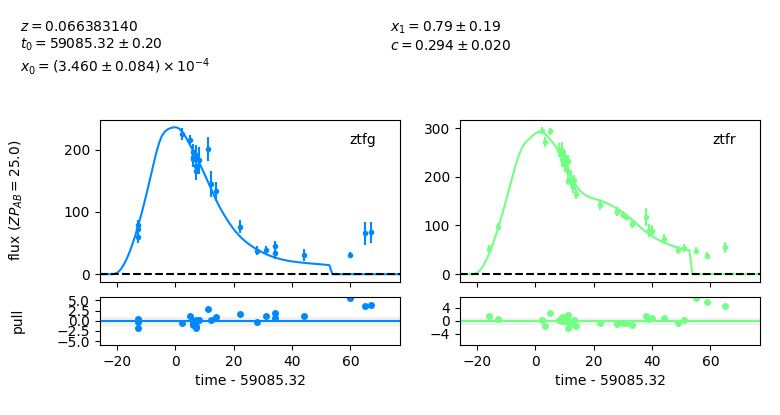 z = 0.066383140
t₀ = 59085.32 ± 0.20
x₀ = (3.460 ± 0.084) × 10⁻⁴
x₁ = 0.79 ± 0.19
c = 0.294 ± 0.020
flux (ZP_AB = 25.0)
200
100
0
ztfg
300
200
100
0
ztfr
pull
5.0
2.5
0.0
−2.5
−5.0
4
0
−4
−20 0 20 40 60
time - 59085.32
−20 0 20 40 60
time - 59085.32